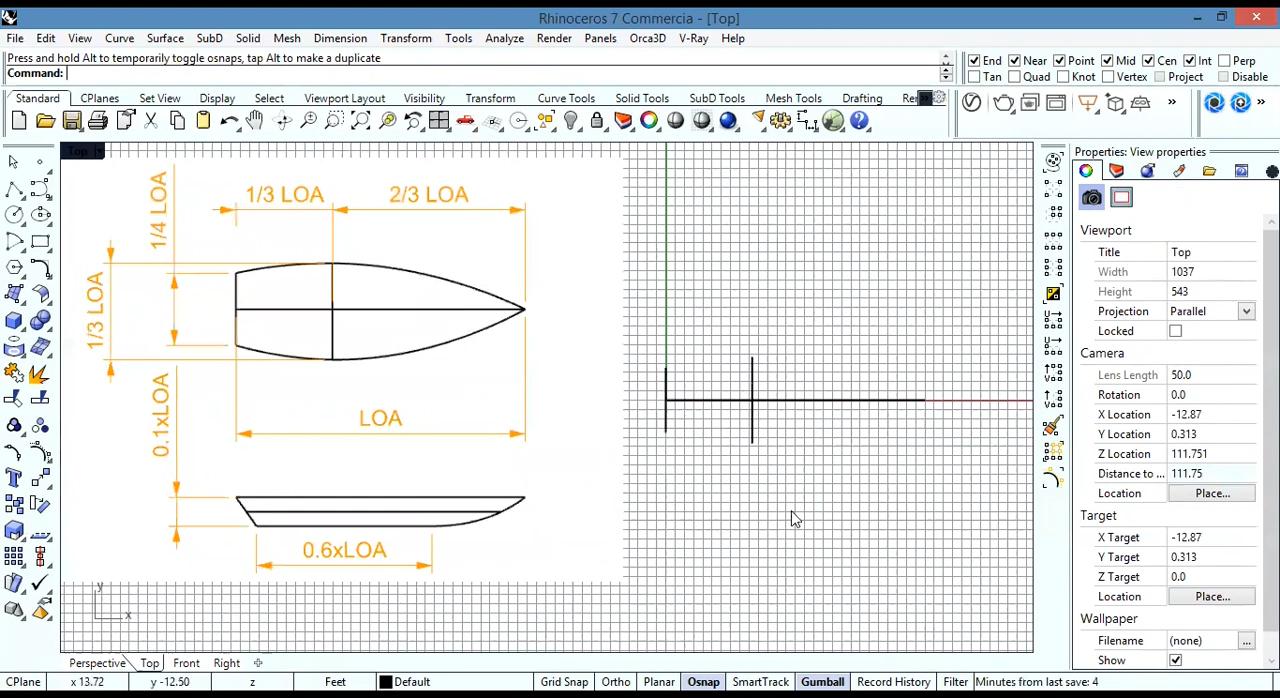 Rhinoceros 7 Commercia - [Top]
File Edit View Curve Surface SubD Solid Mesh Dimension Transform Tools Analyze Render Panels Orca3D V-Ray Help
Press and hold Alt to temporarily toggle osnaps, tap Alt to make a duplicate
Command:
End Near Point Mid Cen Int Perp
Tan Quad Knot Vertex Project Disable
Standard CPlanes Set View Display Select Viewport Layout Visibility Transform Curve Tools Solid Tools SubD Tools Mesh Tools Drafting Re
Top
1/3 LOA 2/3 LOA
1/4 LOA
1/3 LOA
LOA
0.1xLOA
0.6xLOA
y
x
Properties: View properties
Viewport
Title Top
Width 1037
Height 543
Projection Parallel
Locked
Camera
Lens Length 50.0
Rotation 0.0
X Location -12.87
Y Location 0.313
Z Location 111.751
Distance to ... 111.75
Location Place...
Target
X Target -12.87
Y Target 0.313
Z Target 0.0
Location Place...
Wallpaper
Filename (none) ...
Show
Perspective Top Front Right
CPlane x 13.72 y -12.50 z Feet Default Grid Snap Ortho Planar Osnap SmartTrack Gumball Record History Filter Minutes from last save: 4